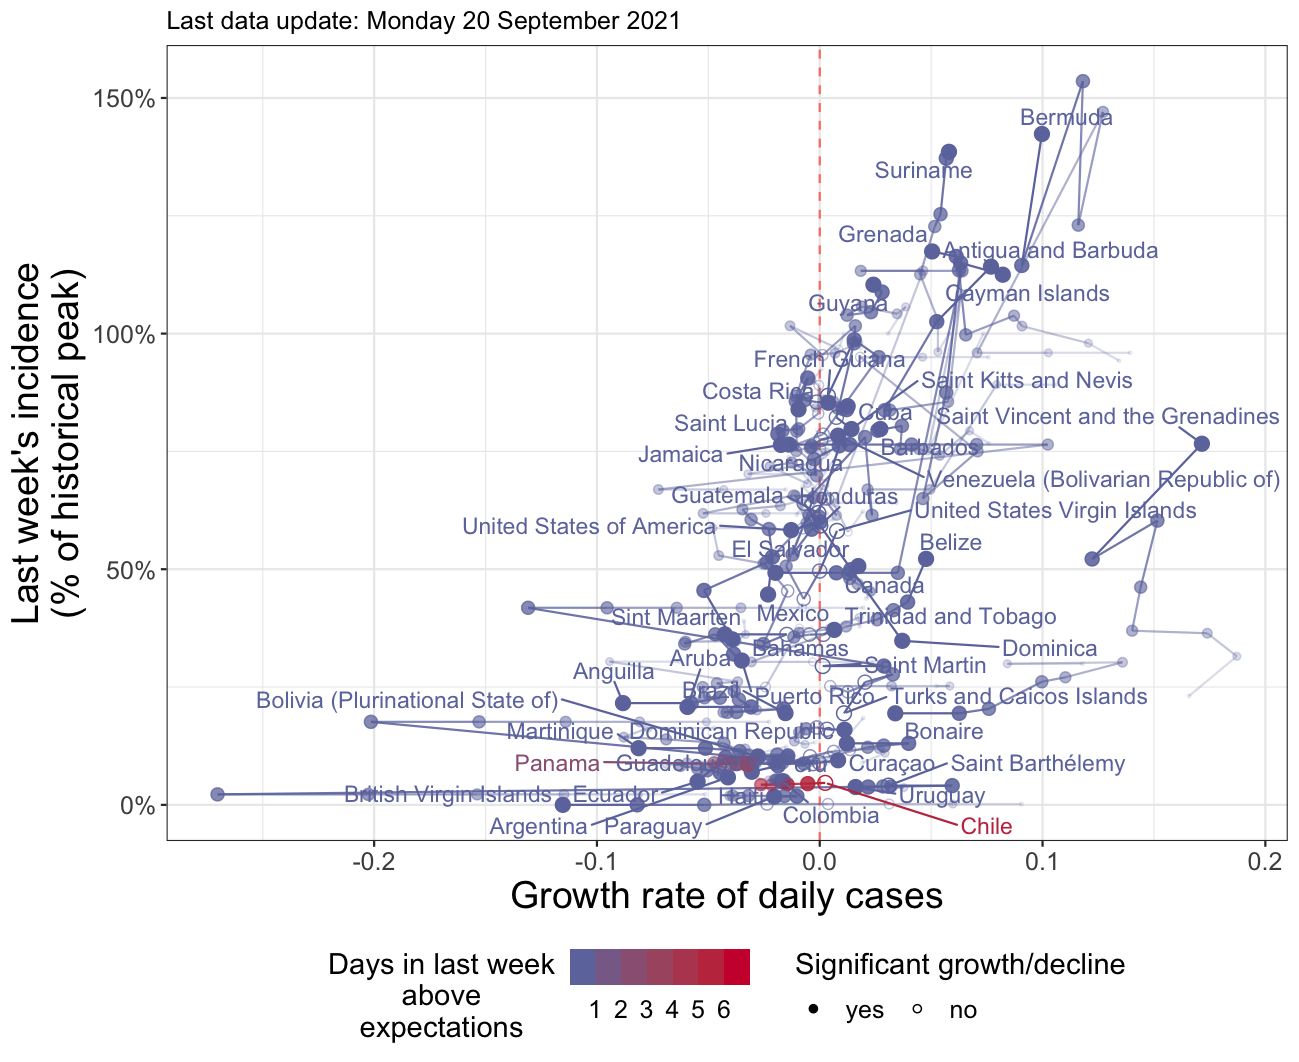 Last data update: Monday 20 September 2021
Last week's incidence
(% of historical peak)
150%
100%
50%
0%
Bermuda
Suriname
Grenada
Antigua and Barbuda
Cayman Islands
Guyana
French Guiana
Saint Kitts and Nevis
Costa Rica
Cuba
Saint Vincent and the Grenadines
Saint Lucia
Barbados
Jamaica
Nicaragua
Venezuela (Bolivarian Republic of)
Guatemala
Honduras
United States Virgin Islands
United States of America
El Salvador
Belize
Canada
Mexico
Sint Maarten
Trinidad and Tobago
Bahamas
Dominica
Aruba
Saint Martin
Anguilla
Brazil
Puerto Rico
Turks and Caicos Islands
Bolivia (Plurinational State of)
Martinique
Dominican Republic
Bonaire
Panama
Curaçao
Saint Barthélemy
British Virgin Islands
Ecuador
Haiti
Uruguay
Colombia
Argentina
Paraguay
Chile
-0.2
-0.1
0.0
0.1
0.2
Growth rate of daily cases
Days in last week
above
expectations
1 2 3 4 5 6
Significant growth/decline
yes
no